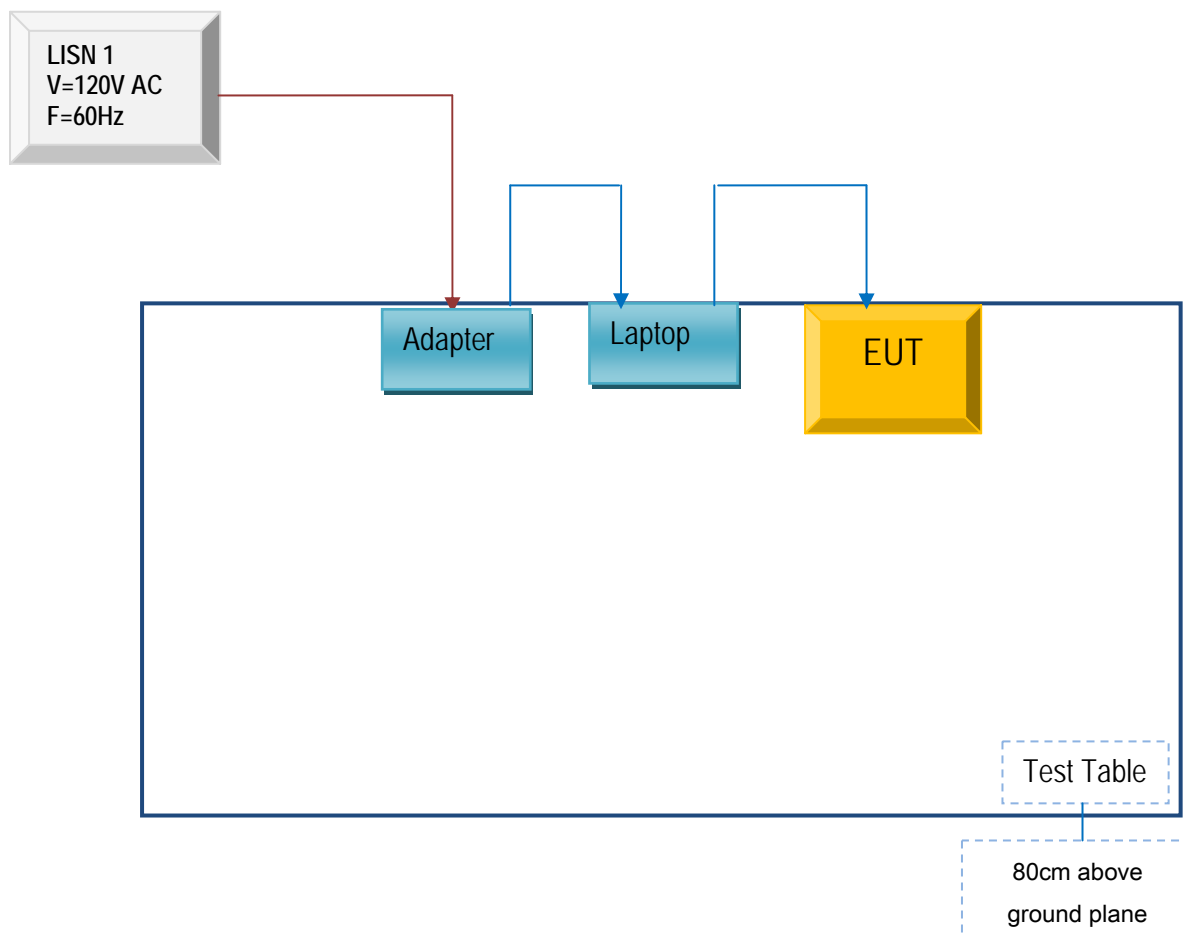 LISN 1
V=120V AC
F=60Hz
Adapter
Laptop
EUT
Test Table
80cm above
ground plane